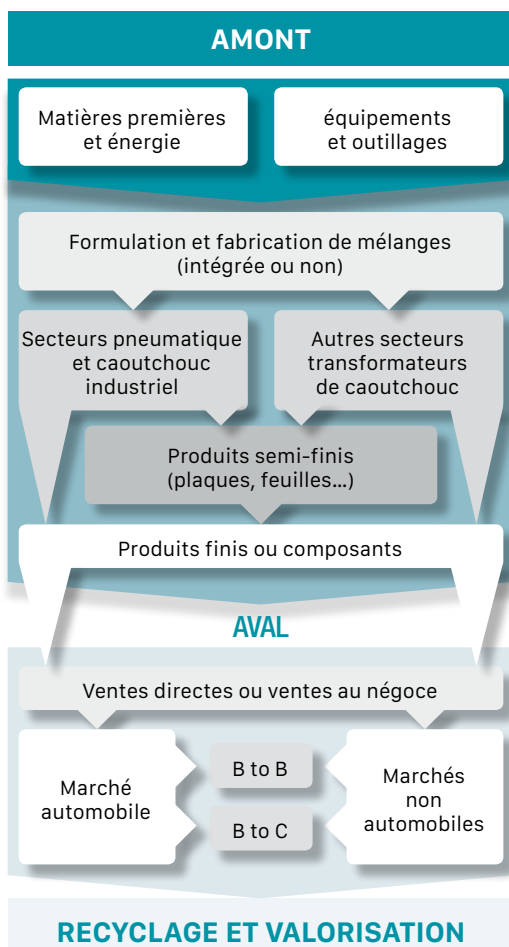 AMONT
Matières premières
et énergie
équipements
et outillages
Formulation et fabrication de mélanges
(intégrée ou non)
Secteurs pneumatique
et caoutchouc
industriel
Autres secteurs
transformateurs
de caoutchouc
Produits semi-finis
(plaques, feuilles...)
Produits finis ou composants
AVAL
Ventes directes ou ventes au négoce
Marché
automobile
B to B
B to C
Marchés
non
automobiles
RECYCLAGE ET VALORISATION